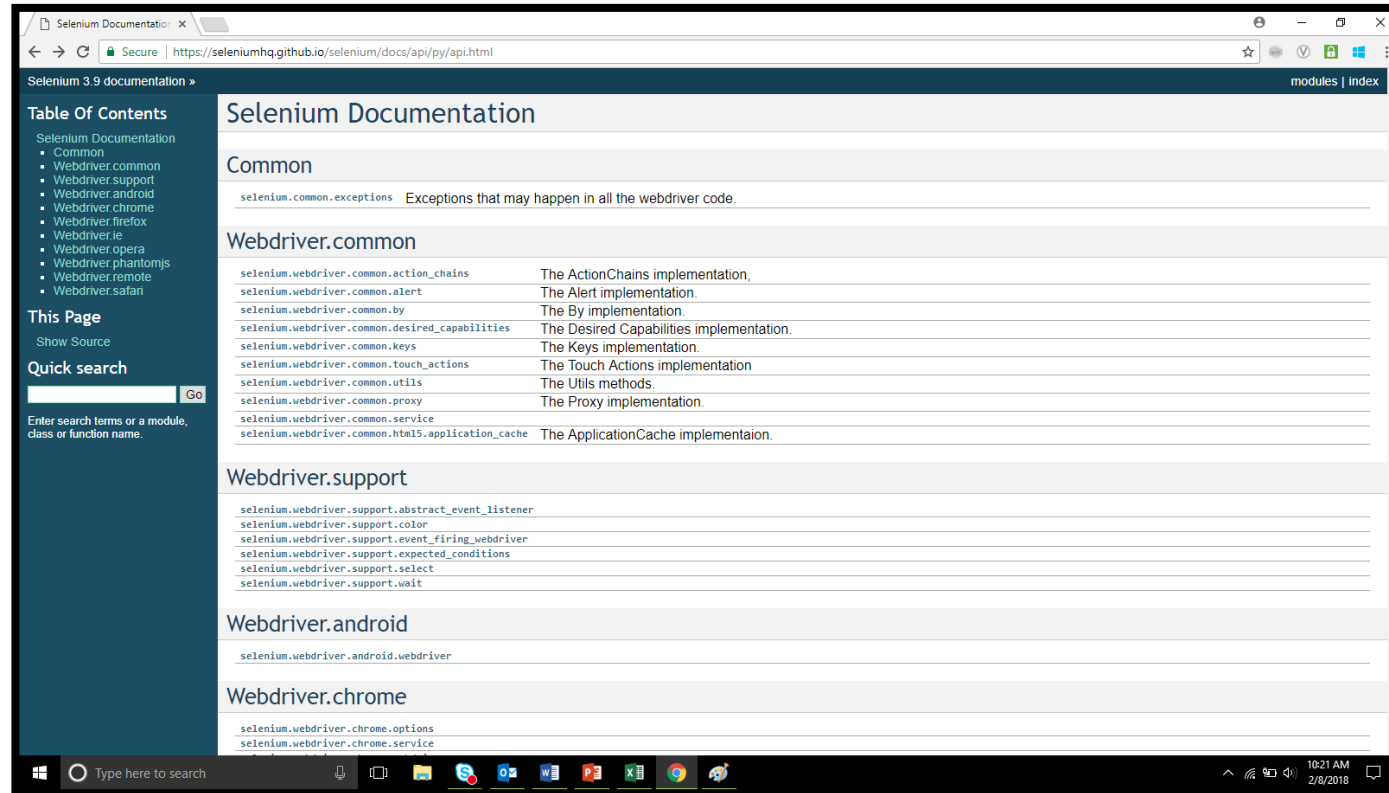 Selenium Documentation
Secure | https://seleniumhq.github.io/selenium/docs/api/py/api.html
Selenium 3.9 documentation »
modules | index
Table Of Contents
Selenium Documentation
Common
Webdriver.common
Webdriver.support
Webdriver.android
Webdriver.chrome
Webdriver.firefox
Webdriver.ie
Webdriver.opera
Webdriver.phantomjs
Webdriver.remote
Webdriver.safari
This Page
Show Source
Quick search
Go
Enter search terms or a module,
class or function name.
Selenium Documentation
Common
selenium.common.exceptions Exceptions that may happen in all the webdriver code.
Webdriver.common
selenium.webdriver.common.action_chains The ActionChains implementation,
selenium.webdriver.common.alert The Alert implementation.
selenium.webdriver.common.by The By implementation.
selenium.webdriver.common.desired_capabilities The Desired Capabilities implementation.
selenium.webdriver.common.keys The Keys implementation.
selenium.webdriver.common.touch_actions The Touch Actions implementation
selenium.webdriver.common.utils The Utils methods.
selenium.webdriver.common.proxy The Proxy implementation.
selenium.webdriver.common.service
selenium.webdriver.common.html5.application_cache The ApplicationCache implementaion.
Webdriver.support
selenium.webdriver.support.abstract_event_listener
selenium.webdriver.support.color
selenium.webdriver.support.event_firing_webdriver
selenium.webdriver.support.expected_conditions
selenium.webdriver.support.select
selenium.webdriver.support.wait
Webdriver.android
selenium.webdriver.android.webdriver
Webdriver.chrome
selenium.webdriver.chrome.options
selenium.webdriver.chrome.service
Type here to search
10:21 AM
2/8/2018